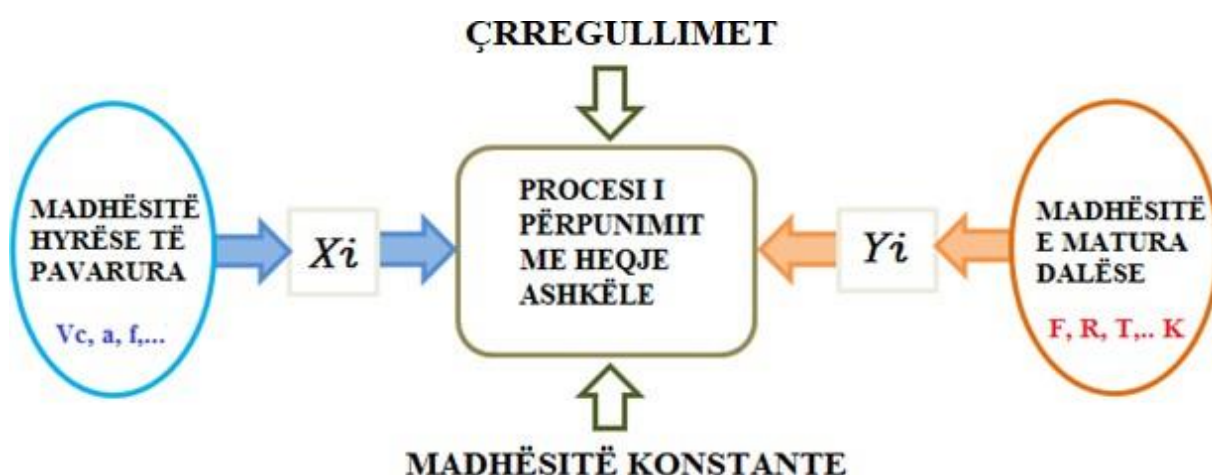 ÇRREGULLIMET
MADHËSITË
HYRËSE TË
PAVARURA
Vc, a, f,...
Xi
PROCESI I
PËRPUNIMIT
ME HEQJE
ASHKËLE
Yi
MADHËSITË
E MATURA
DALËSE
F, R, T,.. K
MADHËSITË KONSTANTE